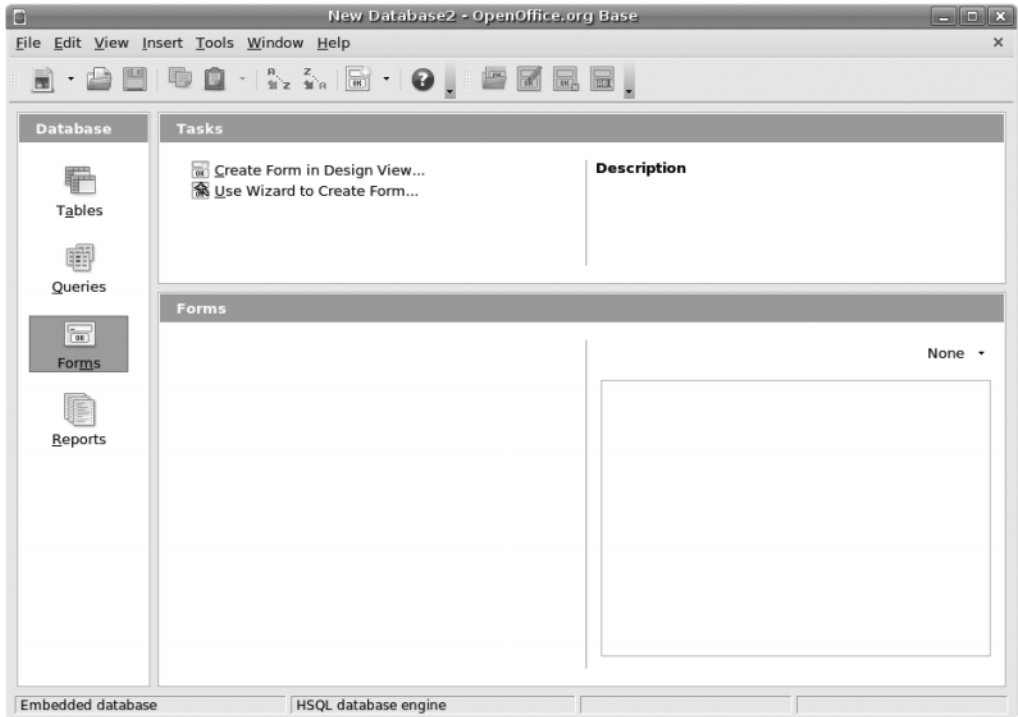 New Database2 - OpenOffice.org Base
File Edit View Insert Tools Window Help
Database
Tables
Queries
Forms
Reports
Tasks
Create Form in Design View...
Use Wizard to Create Form...
Description
Forms
None
Embedded database
HSQL database engine